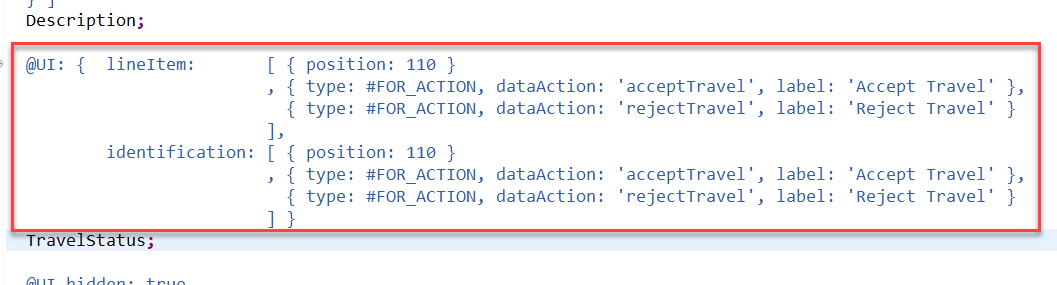 } ]
Description;
@UI: { lineItem: [ { position: 110 }
, { type: #FOR_ACTION, dataAction: 'acceptTravel', label: 'Accept Travel' },
{ type: #FOR_ACTION, dataAction: 'rejectTravel', label: 'Reject Travel' }
],
identification: [ { position: 110 }
, { type: #FOR_ACTION, dataAction: 'acceptTravel', label: 'Accept Travel' },
{ type: #FOR_ACTION, dataAction: 'rejectTravel', label: 'Reject Travel' }
] }
TravelStatus;
@UI.hidden: true